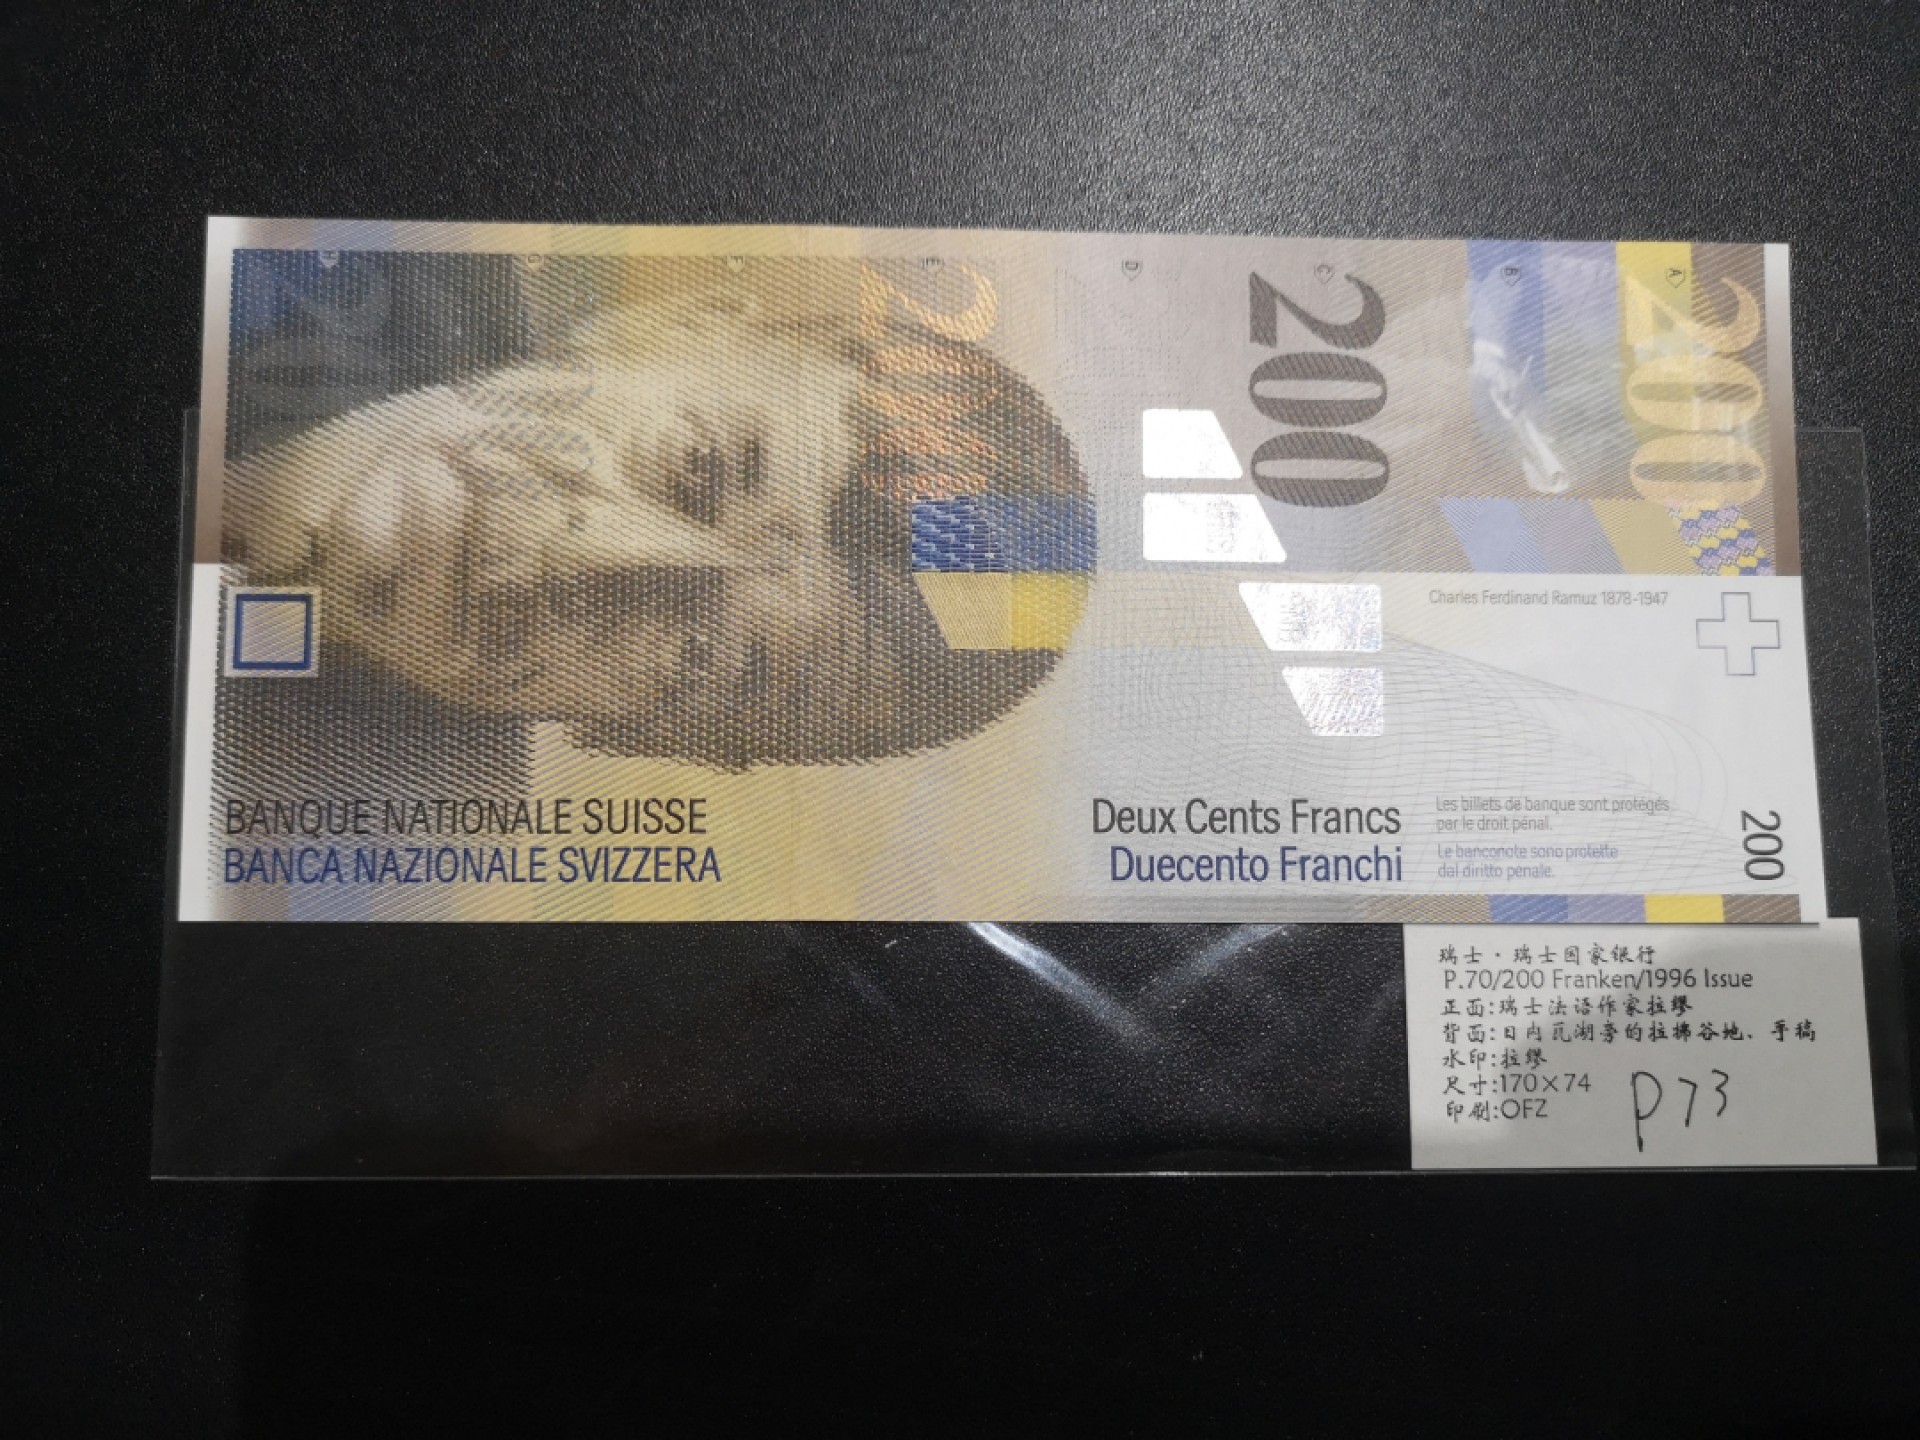 H G F E D C B A
200
200
200
Charles Ferdinand Ramuz 1878-1947
BANQUE NATIONALE SUISSE
BANCA NAZIONALE SVIZZERA
Deux Cents Francs
Duecento Franchi
Les billets de banque sont protégés
par le droit pénal.
Le banconote sono protette
dal diritto penale.
200
瑞士·瑞士国家银行
P.70/200 Franken/1996 Issue
正面:瑞士法语作家拉缪
背面:日内瓦湖旁的拉拂谷地、手稿
水印:拉缪
尺寸:170×74
印刷:OFZ
P73